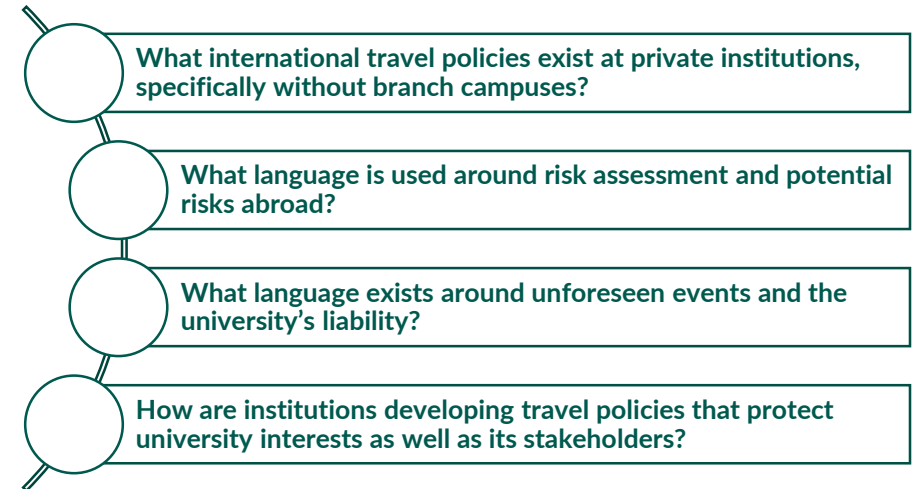 What international travel policies exist at private institutions,
specifically without branch campuses?
What language is used around risk assessment and potential
risks abroad?
What language exists around unforeseen events and the
university’s liability?
How are institutions developing travel policies that protect
university interests as well as its stakeholders?